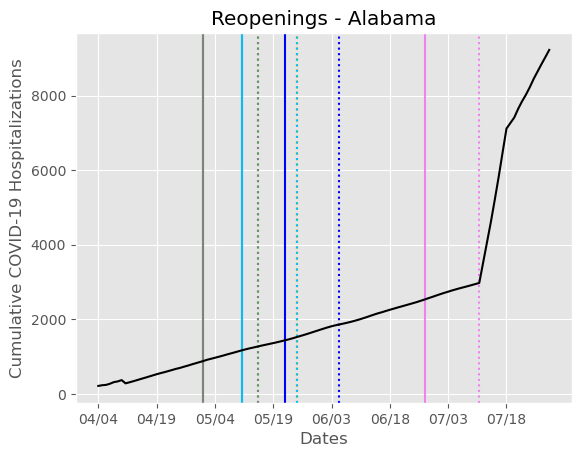 Reopenings - Alabama
Cumulative COVID-19 Hospitalizations
8000
6000
4000
2000
0
04/04 04/19 05/04 05/19 06/03 06/18 07/03 07/18
Dates